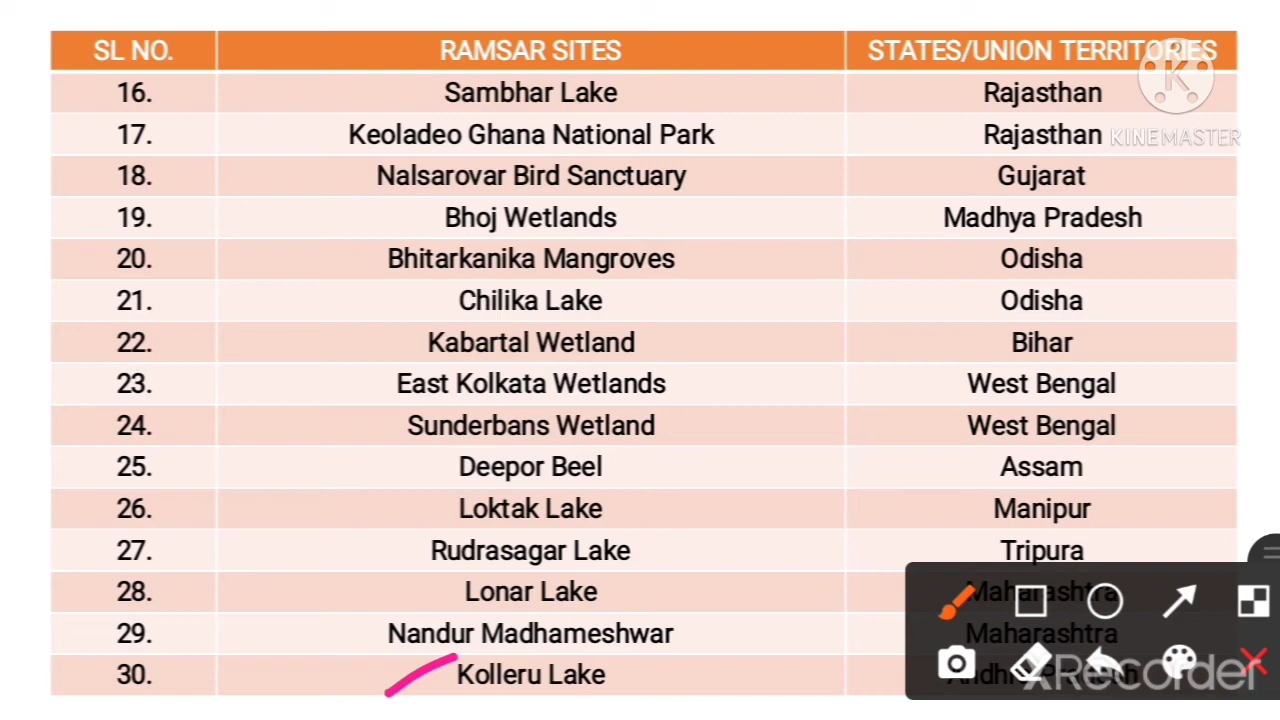 SL NO. RAMSAR SITES STATES/UNION TERRITORIES
16. Sambhar Lake Rajasthan
17. Keoladeo Ghana National Park Rajasthan
KINEMASTER
18. Nalsarovar Bird Sanctuary Gujarat
19. Bhoj Wetlands Madhya Pradesh
20. Bhitarkanika Mangroves Odisha
21. Chilika Lake Odisha
22. Kabartal Wetland Bihar
23. East Kolkata Wetlands West Bengal
24. Sunderbans Wetland West Bengal
25. Deepor Beel Assam
26. Loktak Lake Manipur
27. Rudrasagar Lake Tripura
28. Lonar Lake Maharashtra
29. Nandur Madhameshwar Maharashtra
30. Kolleru Lake Andhra Pradesh
XRecorder